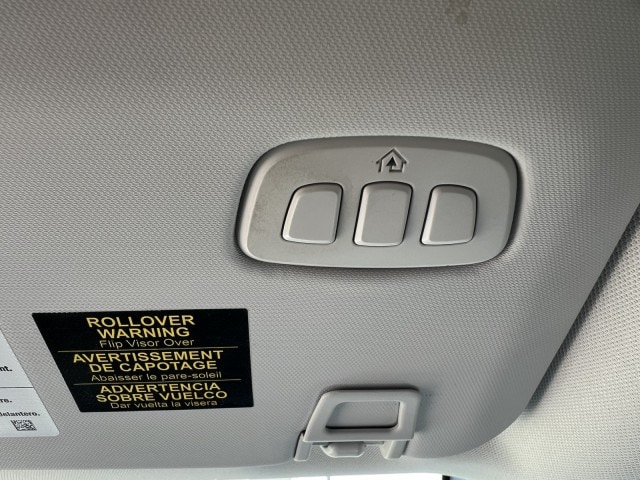 ROLLOVER
WARNING
Flip Visor Over
AVERTISSEMENT
DE CAPOTAGE
Abaisser le pare-soleil
ADVERTENCIA
SOBRE VUELCO
Dar vuelta la visera